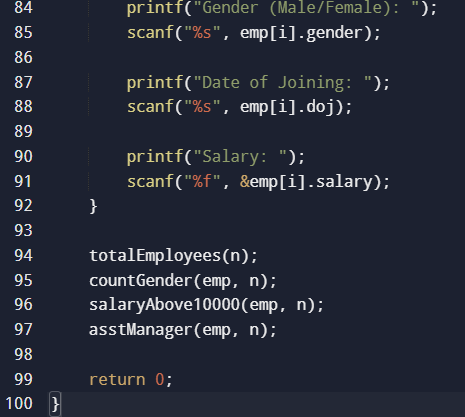 84 printf("Gender (Male/Female): ");
85 scanf("%s", emp[i].gender);
86
87 printf("Date of Joining: ");
88 scanf("%s", emp[i].doj);
89
90 printf("Salary: ");
91 scanf("%f", &emp[i].salary);
92 }
93
94 totalEmployees(n);
95 countGender(emp, n);
96 salaryAbove10000(emp, n);
97 asstManager(emp, n);
98
99 return 0;
100 }